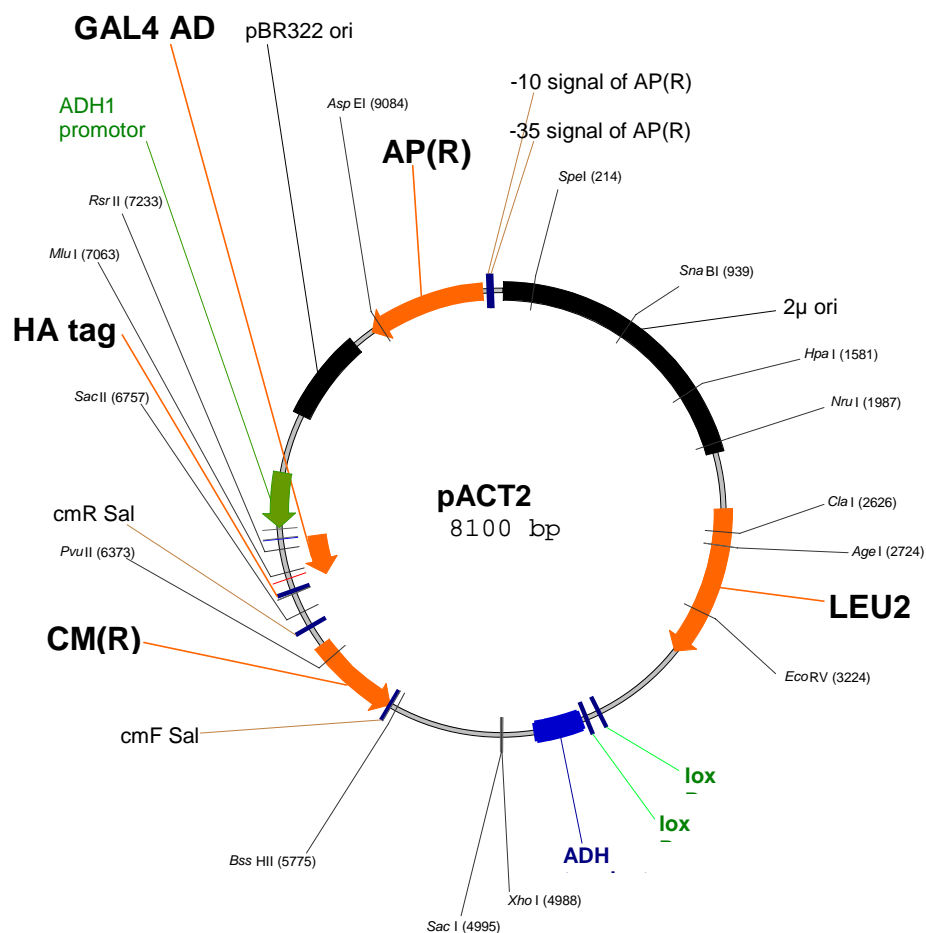 GAL4 AD
pBR322 ori
-10 signal of AP(R)
ADH1
promotor
Asp EI (9084)
-35 signal of AP(R)
AP(R)
SpeI (214)
Rsr II (7233)
Mlu I (7063)
Sna BI (939)
2µ ori
HA tag
Hpa I (1581)
Sac II (6757)
Nru I (1987)
pACT2
8100 bp
cmR Sal
Cla I (2626)
Pvu II (6373)
Age I (2724)
LEU2
CM(R)
Eco RV (3224)
cmF Sal
lox
lox
ADH
Bss HII (5775)
Xho I (4988)
Sac I (4995)